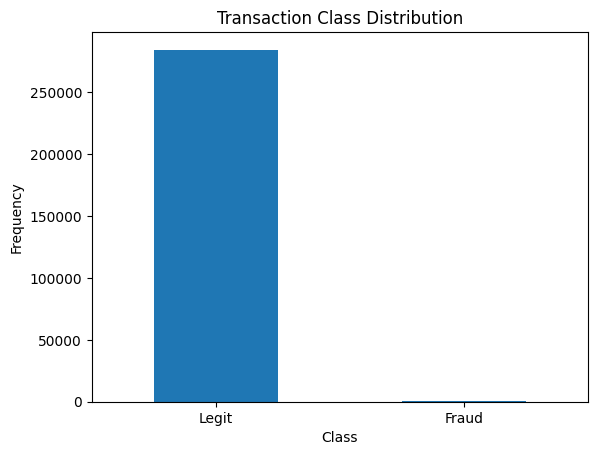 Transaction Class Distribution
250000
200000
150000
100000
50000
0
Frequency
Legit Fraud
Class